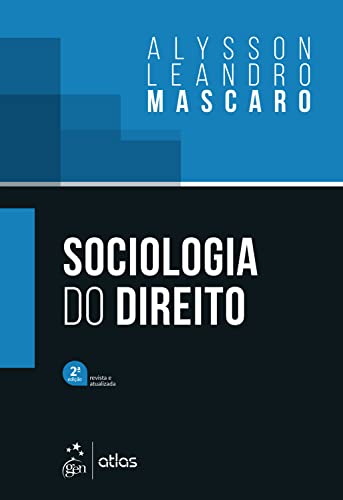 ALYSSON
LEANDRO
MASCARO
SOCIOLOGIA
DO DIREITO
2ª
edição
revista e
atualizada
gen
atlas